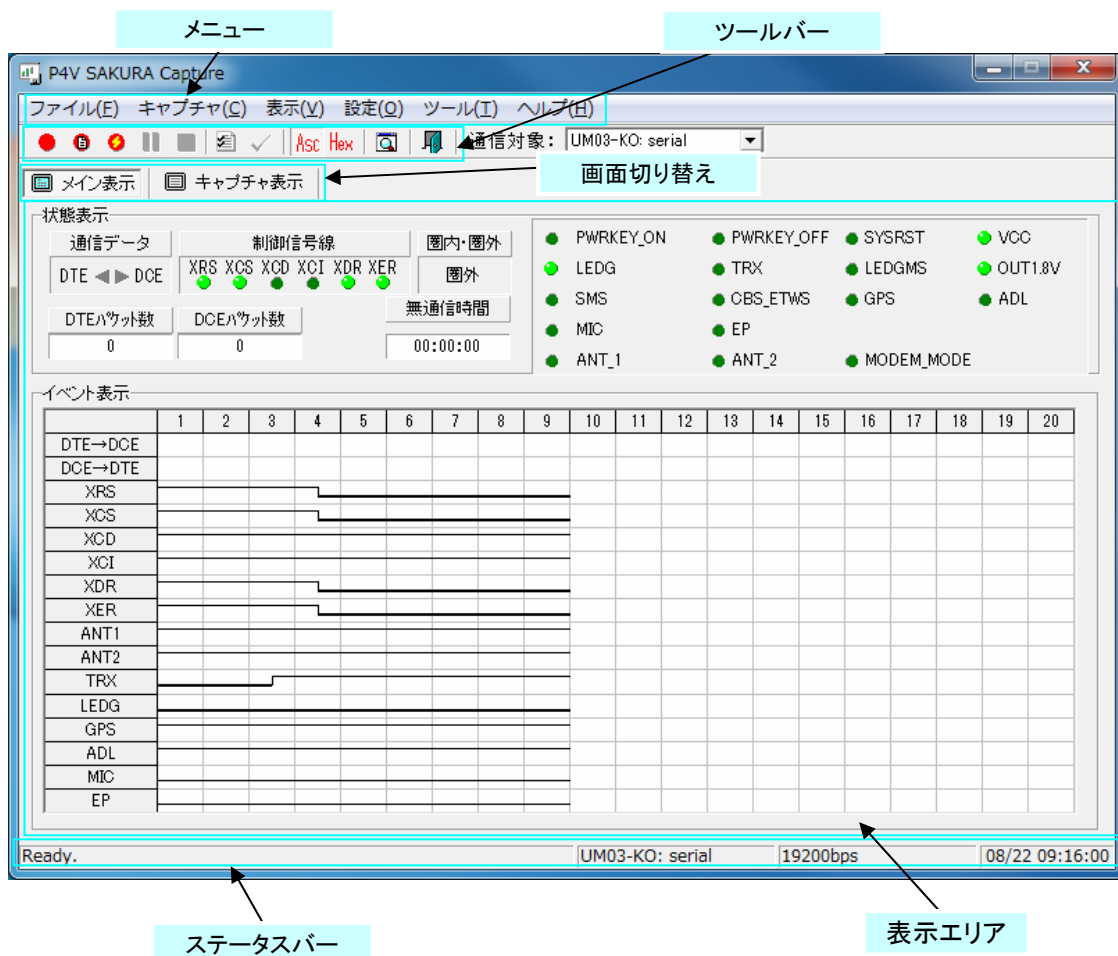 メニュー
ツールバー
P4V SAKURA Capture
ファイル(F) キャプチャ(C) 表示(V) 設定(O) ツール(T) ヘルプ(H)
Asc Hex 通信対象: UM03-KO: serial
画面切り替え
メイン表示 キャプチャ表示
状態表示
通信データ 制御信号線 圏内・圏外
DTE DCE XRS XCS XCD XCI XDR XER 圏外
無通信時間
DTEパケット数 DCEパケット数
0 0 00:00:00
PWRKEY_ON PWRKEY_OFF SYSRST VCC
LEDG TRX LEDGMS OUT1.8V
SMS CBS_ETWS GPS ADL
MIC EP
ANT_1 ANT_2 MODEM_MODE
イベント表示
1 2 3 4 5 6 7 8 9 10 11 12 13 14 15 16 17 18 19 20
DTE→DCE
DCE→DTE
XRS
XCS
XCD
XCI
XDR
XER
ANT1
ANT2
TRX
LEDG
GPS
ADL
MIC
EP
Ready. UM03-KO: serial 19200bps 08/22 09:16:00
ステータスバー
表示エリア